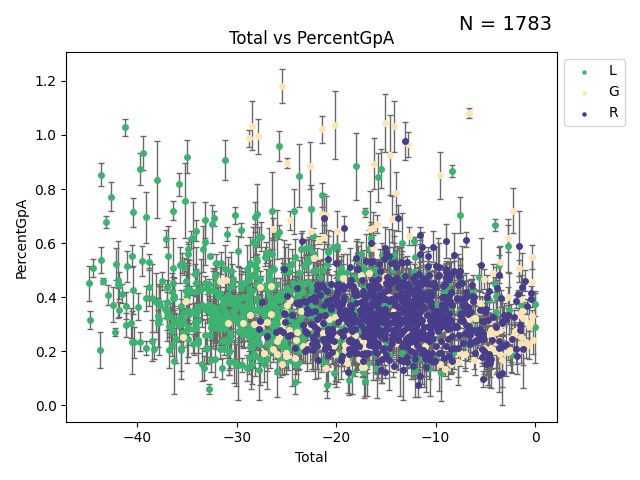 N = 1783
Total vs PercentGpA
L
G
R
1.2
1.0
0.8
0.6
0.4
0.2
0.0
PercentGpA
−40
−30
−20
−10
0
Total